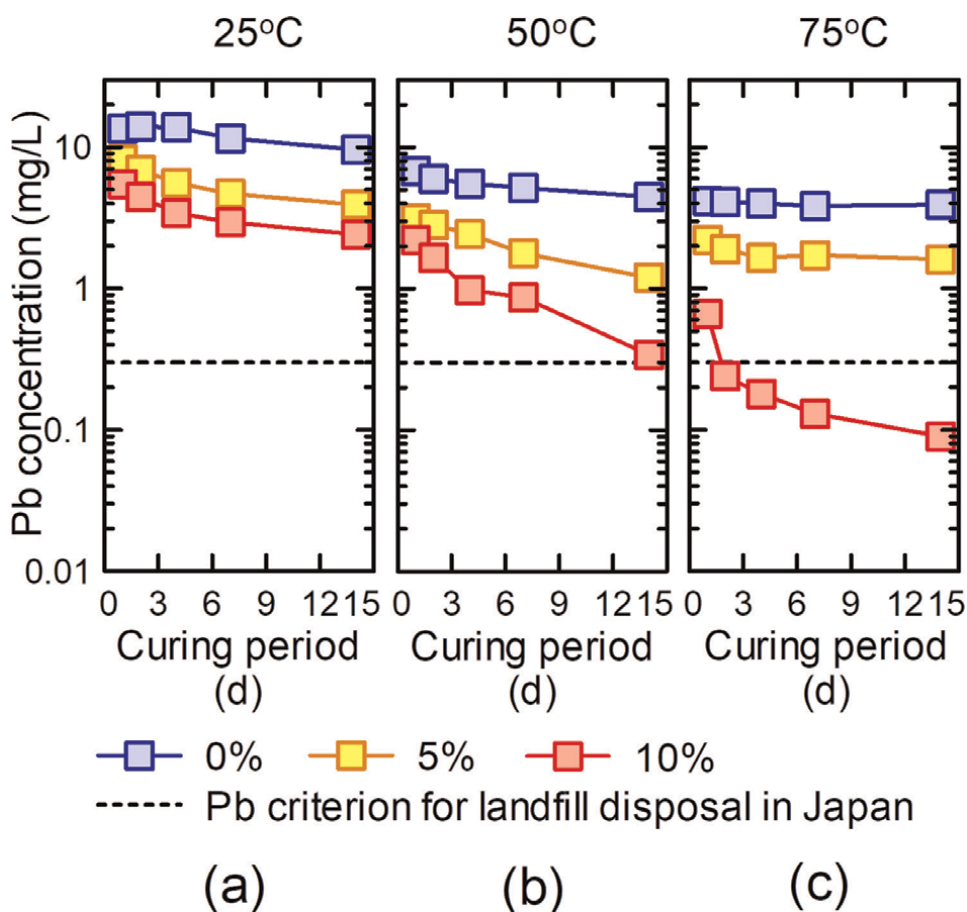 25°C 50°C 75°C
Pb concentration (mg/L)
10
1
0.1
0.01
0 3 6 9 12 15 0 3 6 9 12 15 0 3 6 9 12 15
Curing period Curing period Curing period
(d) (d) (d)
0% 5% 10%
Pb criterion for landfill disposal in Japan
(a) (b) (c)